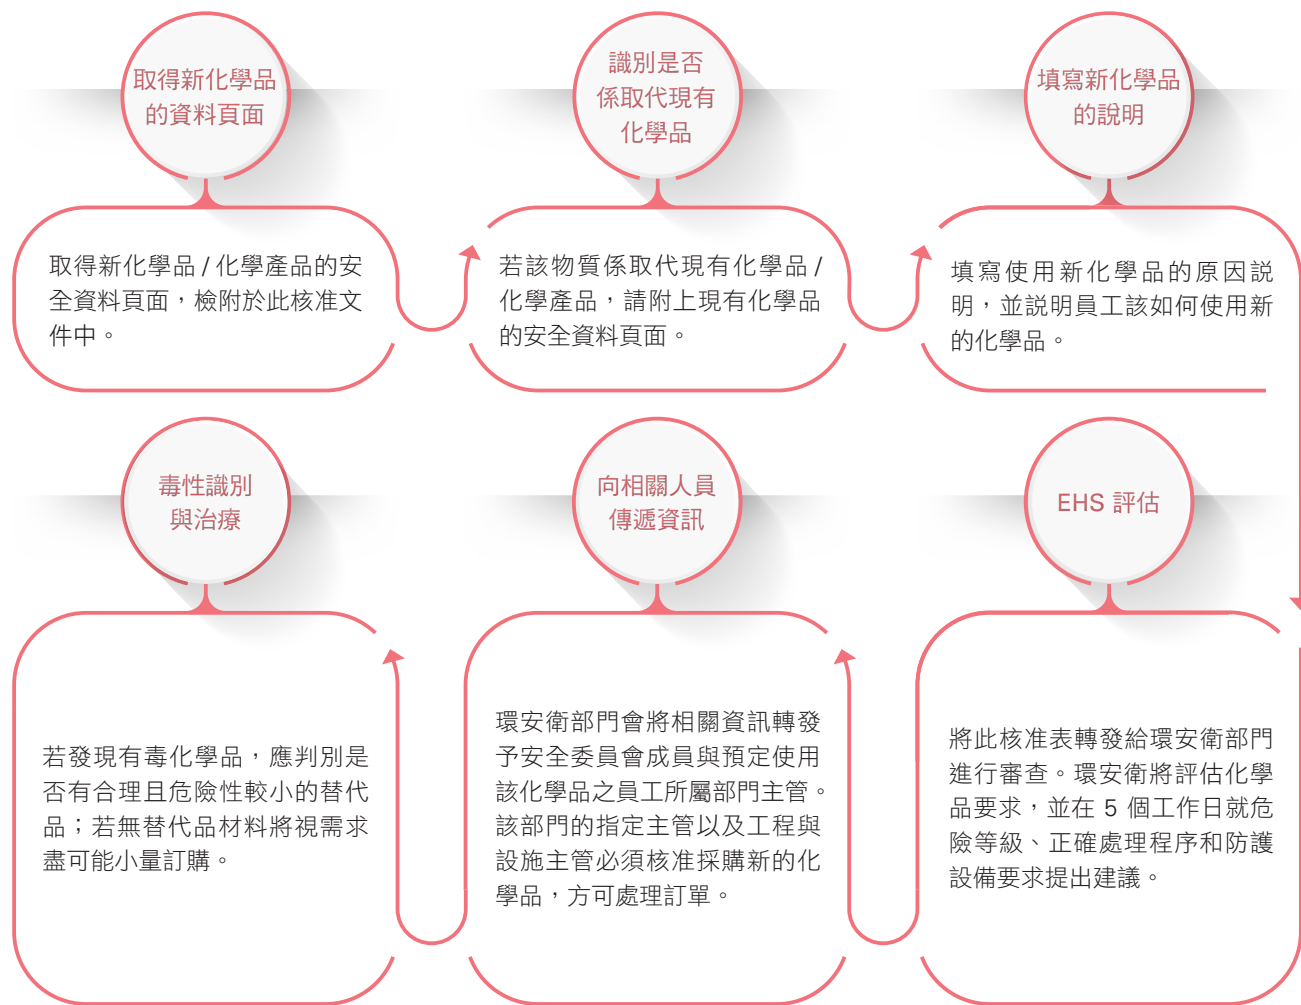 取得新化學品
的資料頁面
取得新化學品 / 化學產品的安
全資料頁面，檢附於此核准文
件中。
識別是否
係取代現有
化學品
若該物質係取代現有化學品 /
化學產品，請附上現有化學品
的安全資料頁面。
填寫新化學品
的說明
填寫使用新化學品的原因説
明，並説明員工該如何使用新
的化學品。
EHS 評估
將此核准表轉發給環安衛部門
進行審查。環安衛將評估化學
品要求，並在 5 個工作日就危
險等級、正確處理程序和防護
設備要求提出建議。
向相關人員
傳遞資訊
環安衛部門會將相關資訊轉發
予安全委員會成員與預定使用
該化學品之員工所屬部門主管。
該部門的指定主管以及工程與
設施主管必須核准採購新的化
學品，方可處理訂單。
毒性識別
與治療
若發現有毒化學品，應判別是
否有合理且危險性較小的替代
品；若無替代品材料將視需求
盡可能小量訂購。